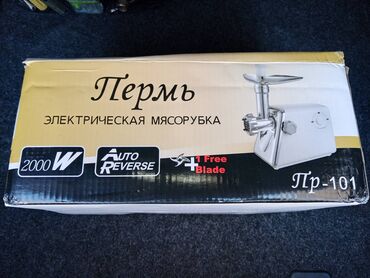 Пермь
ЭЛЕКТРИЧЕСКАЯ МЯСОРУБКА
2000W
AUTO REVERSE
+1 Free Blade
Пр-101